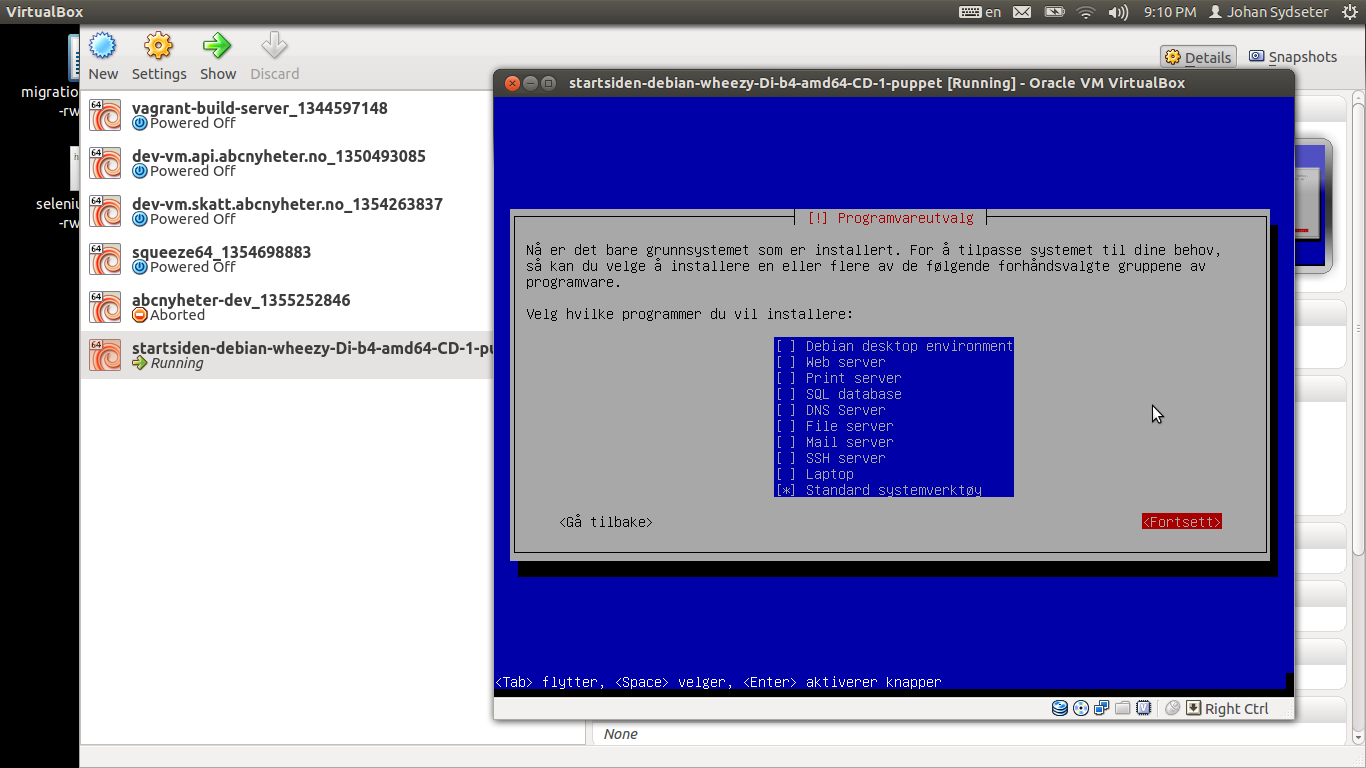 VirtualBox
en
9:10 PM
Johan Sydseter
New
Settings
Show
Discard
Details
Snapshots
migratio
-rw
seleniu
-rw
64 vagrant-build-server_1344597148
Powered Off
64 dev-vm.api.abcnyheter.no_1350493085
Powered Off
64 dev-vm.skatt.abcnyheter.no_1354263837
Powered Off
64 squeeze64_1354698883
Powered Off
64 abcnyheter-dev_1355252846
Aborted
64 startsiden-debian-wheezy-Di-b4-amd64-CD-1-pu
Running
startsiden-debian-wheezy-Di-b4-amd64-CD-1-puppet [Running] - Oracle VM VirtualBox
[!] Programvareutvalg
Nå er det bare grunnsystemet som er installert. For å tilpasse systemet til dine behov,
så kan du velge å installere en eller flere av de følgende forhåndsvalgte gruppene av
programvare.
Velg hvilke programmer du vil installere:
[ ] Debian desktop environment
[ ] Web server
[ ] Print server
[ ] SQL database
[ ] DNS Server
[ ] File server
[ ] Mail server
[ ] SSH server
[ ] Laptop
[*] Standard systemverktøy
<Gå tilbake>
<Fortsett>
<Tab> flytter, <Space> velger, <Enter> aktiverer knapper
Right Ctrl
None